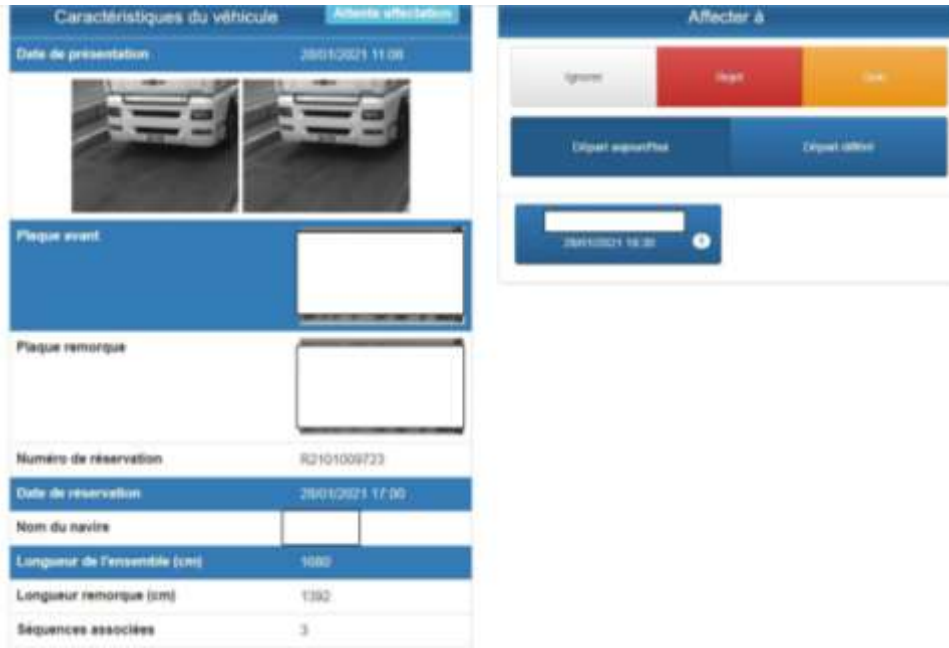 Caractéristiques du véhicule
Attente affectation
Date de présentation
28/01/2021 11:08
Plaque avant
Plaque remorque
Numéro de réservation
R2101009723
Date de réservation
28/01/2021 17:00
Nom du navire
Longueur de l'ensemble (cm)
1680
Longueur remorque (cm)
1392
Séquences associées
3
Affecter à
Ignorer
Rejet
Départ aujourd'hui
Départ différé
28/01/2021 18:30